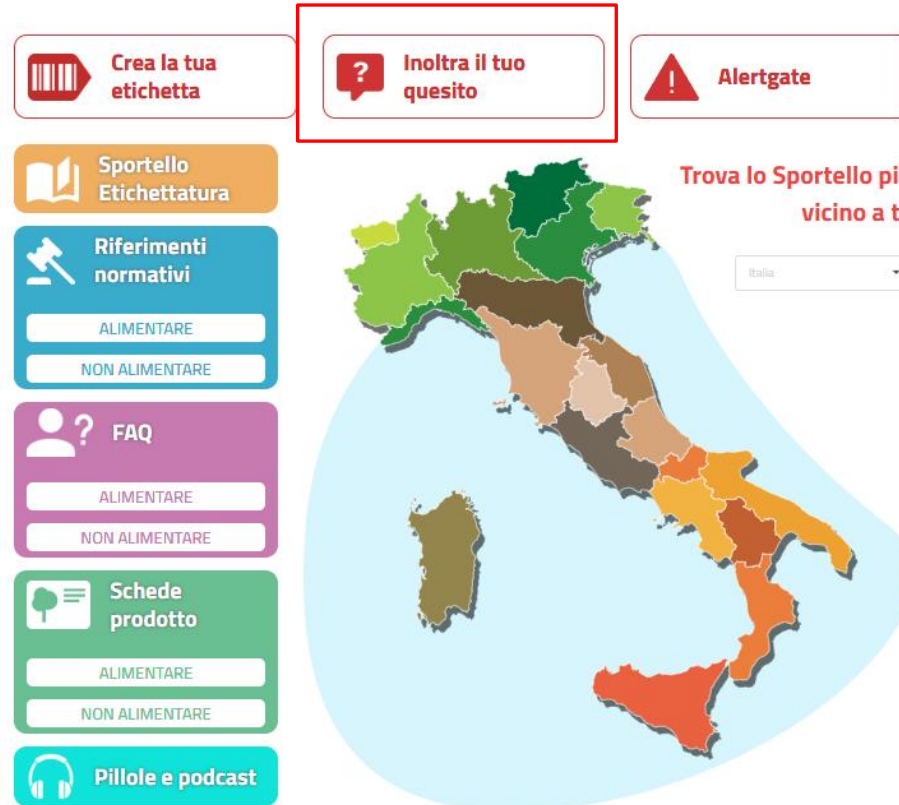 Crea la tua
etichetta
Inoltra il tuo
quesito
Alertgate
Sportello
Etichettatura
Riferimenti
normativi
ALIMENTARE
NON ALIMENTARE
FAQ
ALIMENTARE
NON ALIMENTARE
Schede
prodotto
ALIMENTARE
NON ALIMENTARE
Pillole e podcast
Trova lo Sportello pi
vicino a t
Italia